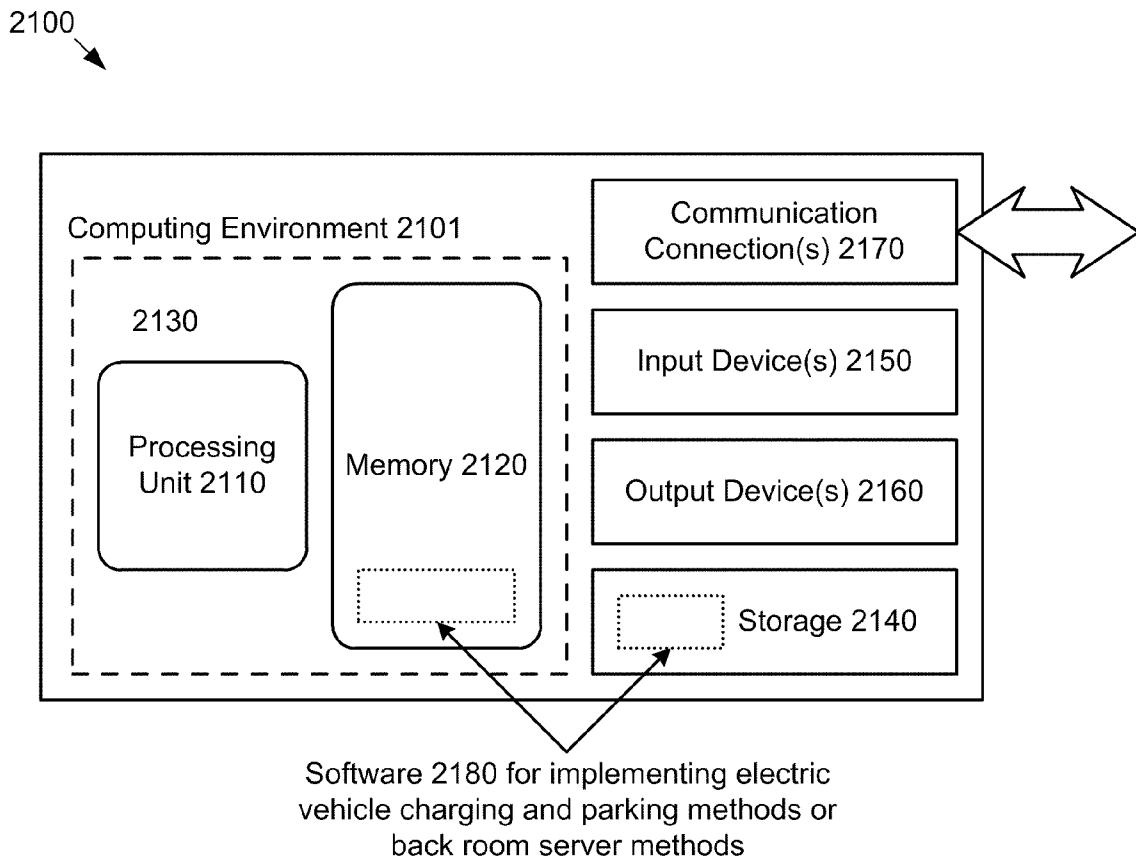 2100
Computing Environment 2101
2130
Processing
Unit 2110
Memory 2120
Communication
Connection(s) 2170
Input Device(s) 2150
Output Device(s) 2160
Storage 2140
Software 2180 for implementing electric
vehicle charging and parking methods or
back room server methods